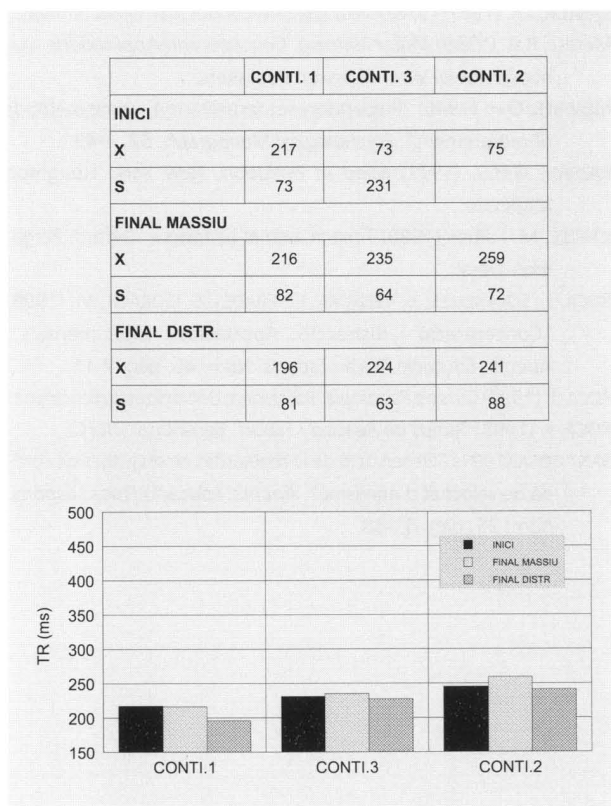 CONTI. 1 CONTI. 3 CONTI. 2
INICI
X 217 73 75
S 73 231
FINAL MASSIU
X 216 235 259
S 82 64 72
FINAL DISTR.
X 196 224 241
S 81 63 88
500
450
400
350
300
250
200
150
TR (ms)
INICI
FINAL MASSIU
FINAL DISTR
CONTI.1 CONTI.3 CONTI.2